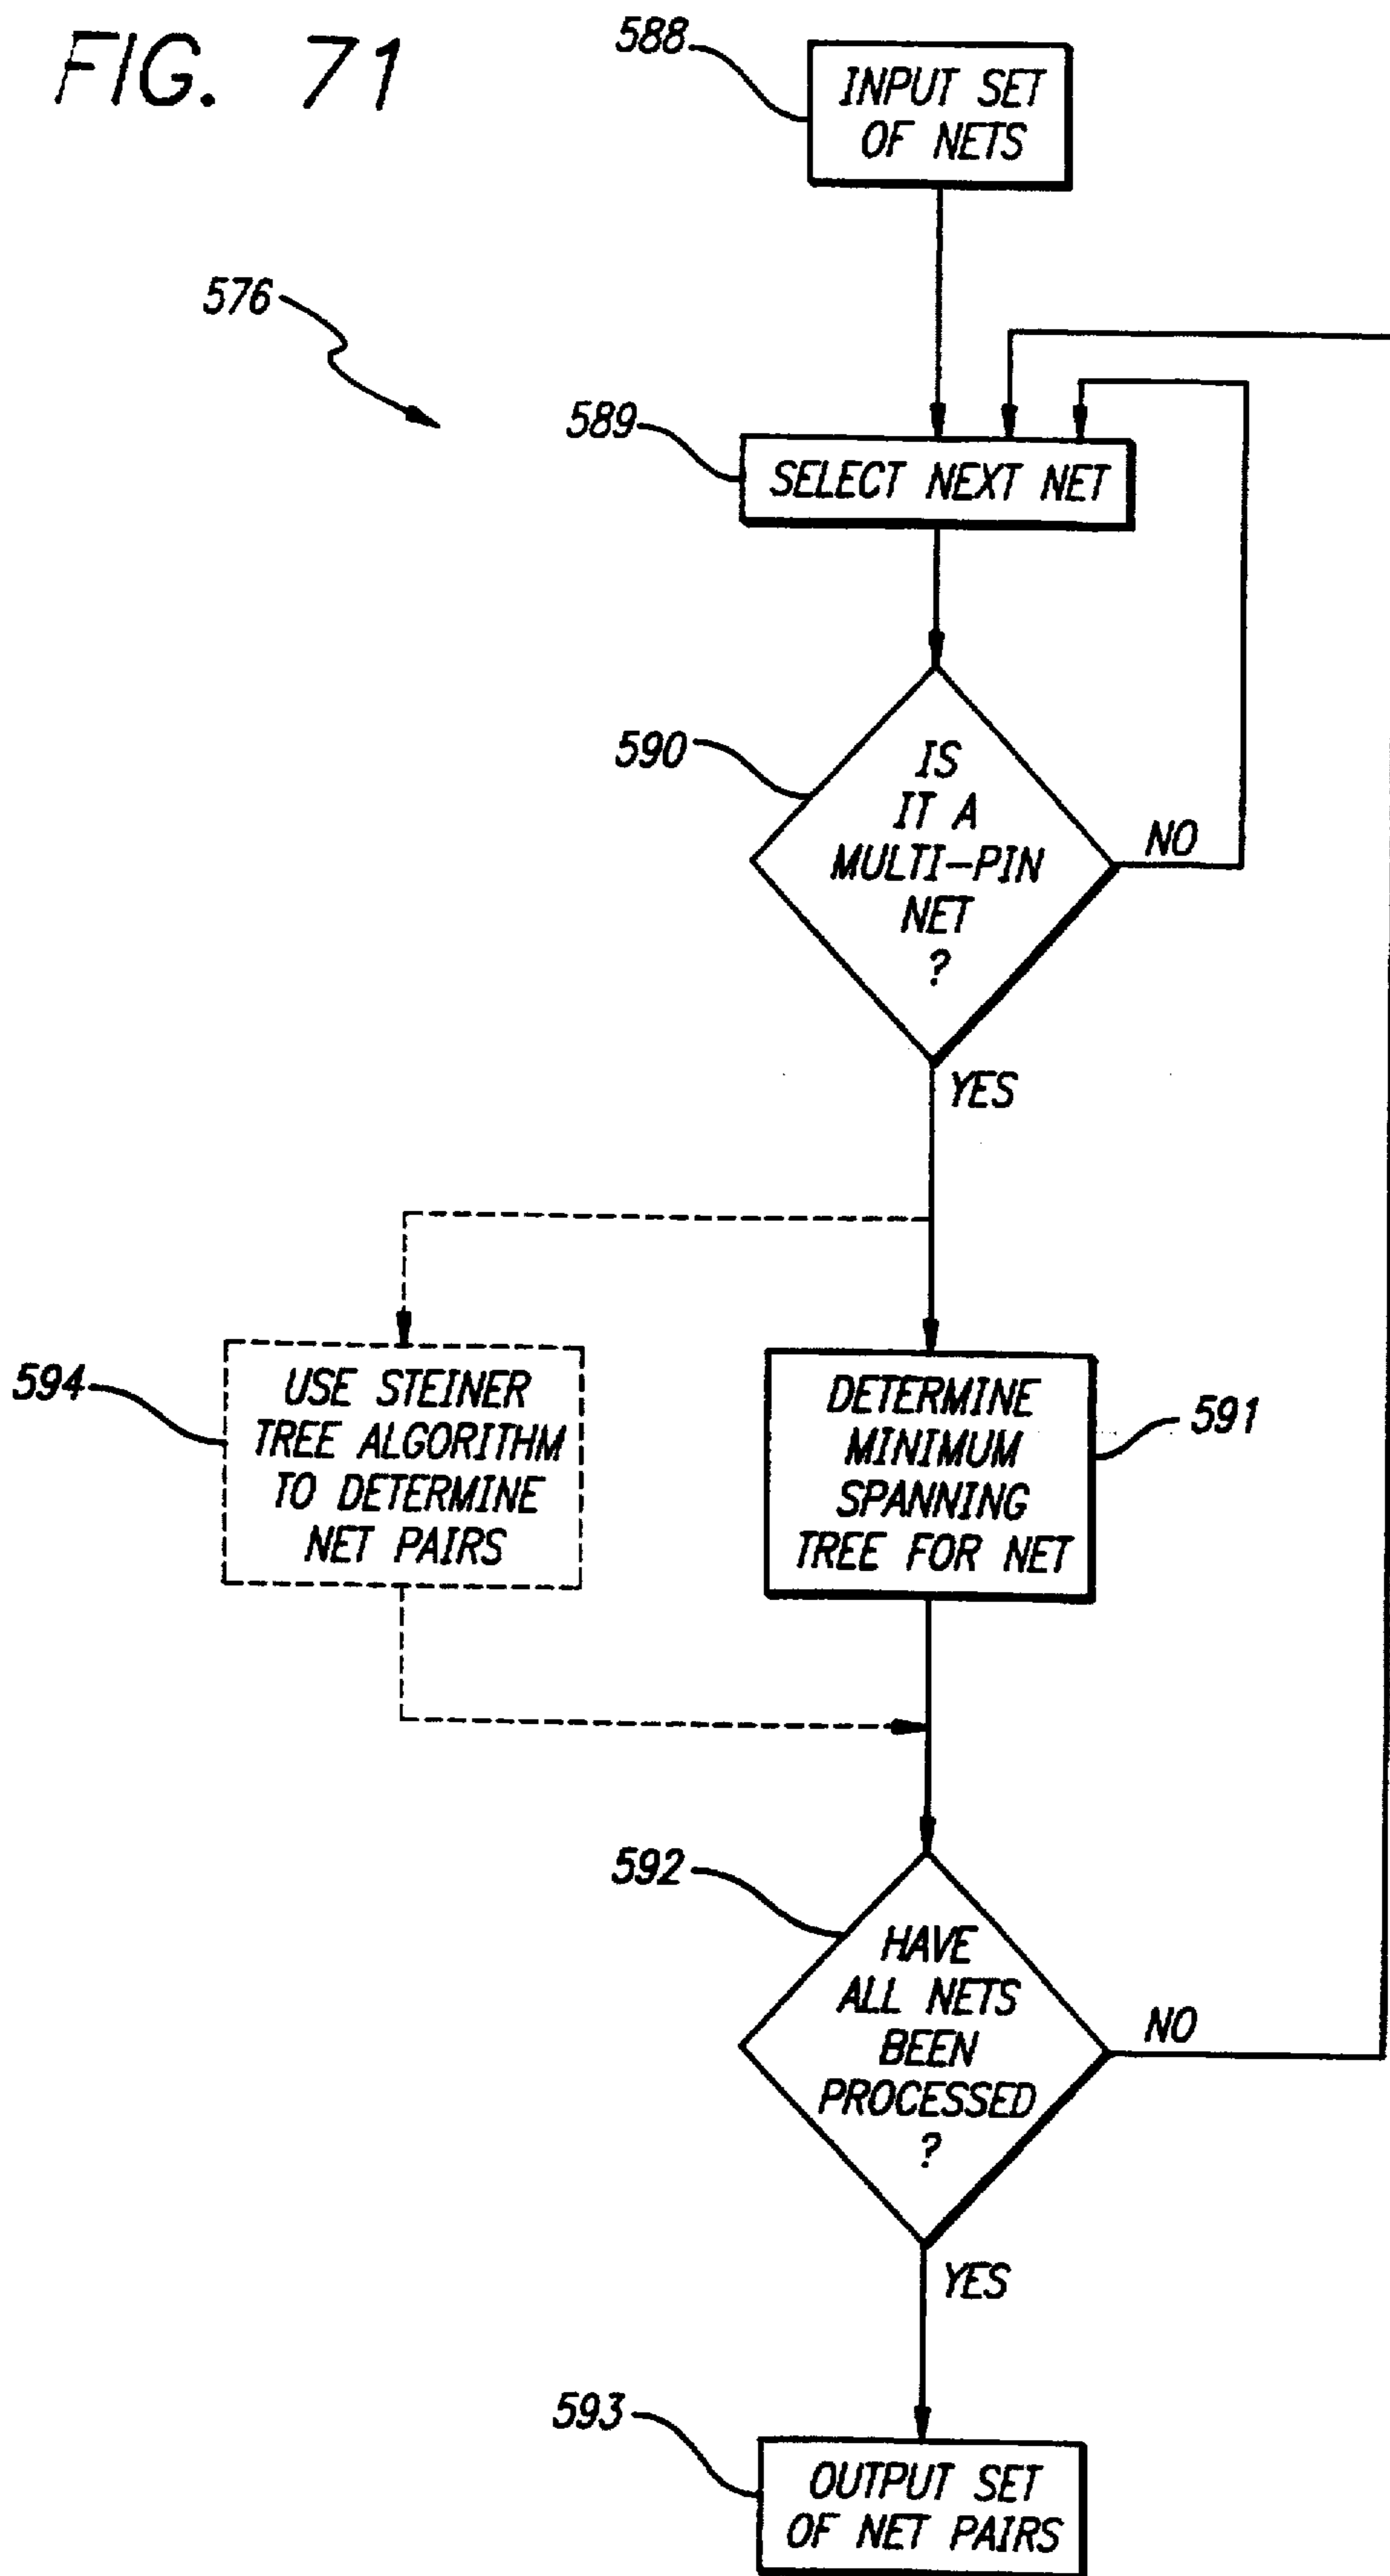 FIG. 71
588
INPUT SET
OF NETS
576
589
SELECT NEXT NET
590
IS
IT A
MULTI-PIN
NET
?
NO
YES
594
USE STEINER
TREE ALGORITHM
TO DETERMINE
NET PAIRS
DETERMINE
MINIMUM
SPANNING
TREE FOR NET
591
592
HAVE
ALL NETS
BEEN
PROCESSED
?
NO
YES
593
OUTPUT SET
OF NET PAIRS